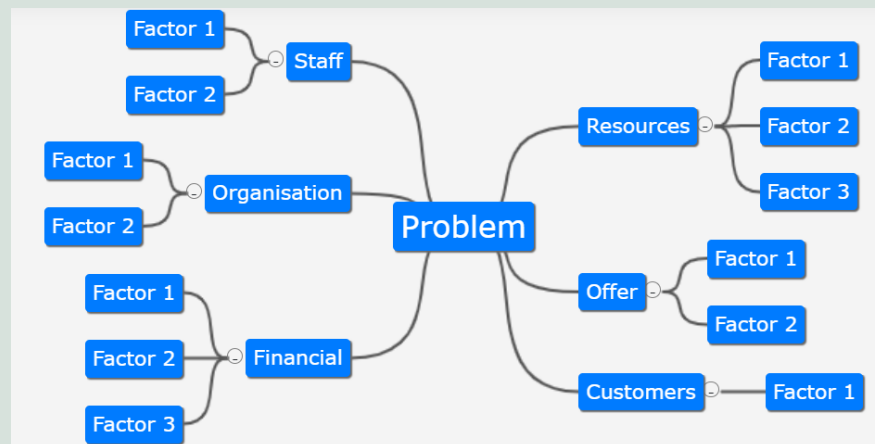 Problem
Staff
Factor 1
Factor 2
Organisation
Factor 1
Factor 2
Financial
Factor 1
Factor 2
Factor 3
Resources
Factor 1
Factor 2
Factor 3
Offer
Factor 1
Factor 2
Customers
Factor 1